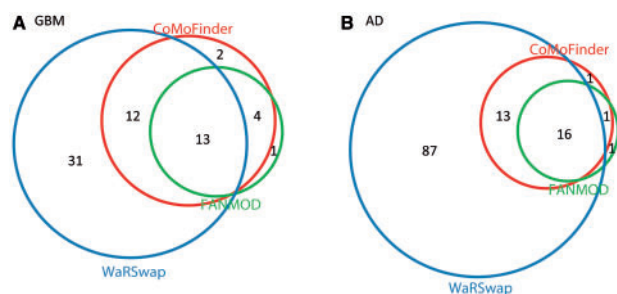 A GBM
CoMoFinder
2
12
4
13
1
31
FANMOD
WaRSwap
B AD
CoMoFinder
1
13
1
16
1
87
FANMOD
WaRSwap